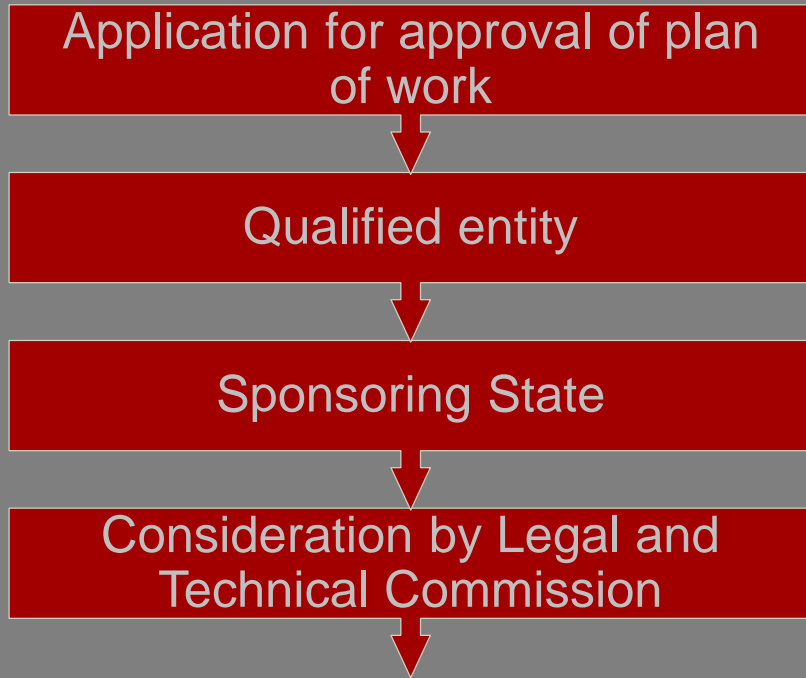 Application for approval of plan
of work
Qualified entity
Sponsoring State
Consideration by Legal and
Technical Commission